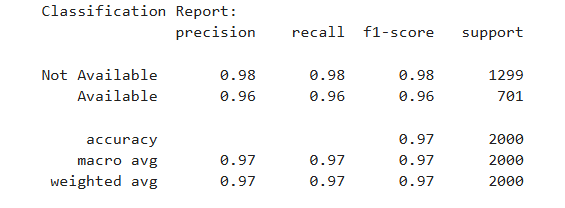 Classification Report:
precision recall f1-score support
Not Available 0.98 0.98 0.98 1299
Available 0.96 0.96 0.96 701
accuracy 0.97 2000
macro avg 0.97 0.97 0.97 2000
weighted avg 0.97 0.97 0.97 2000